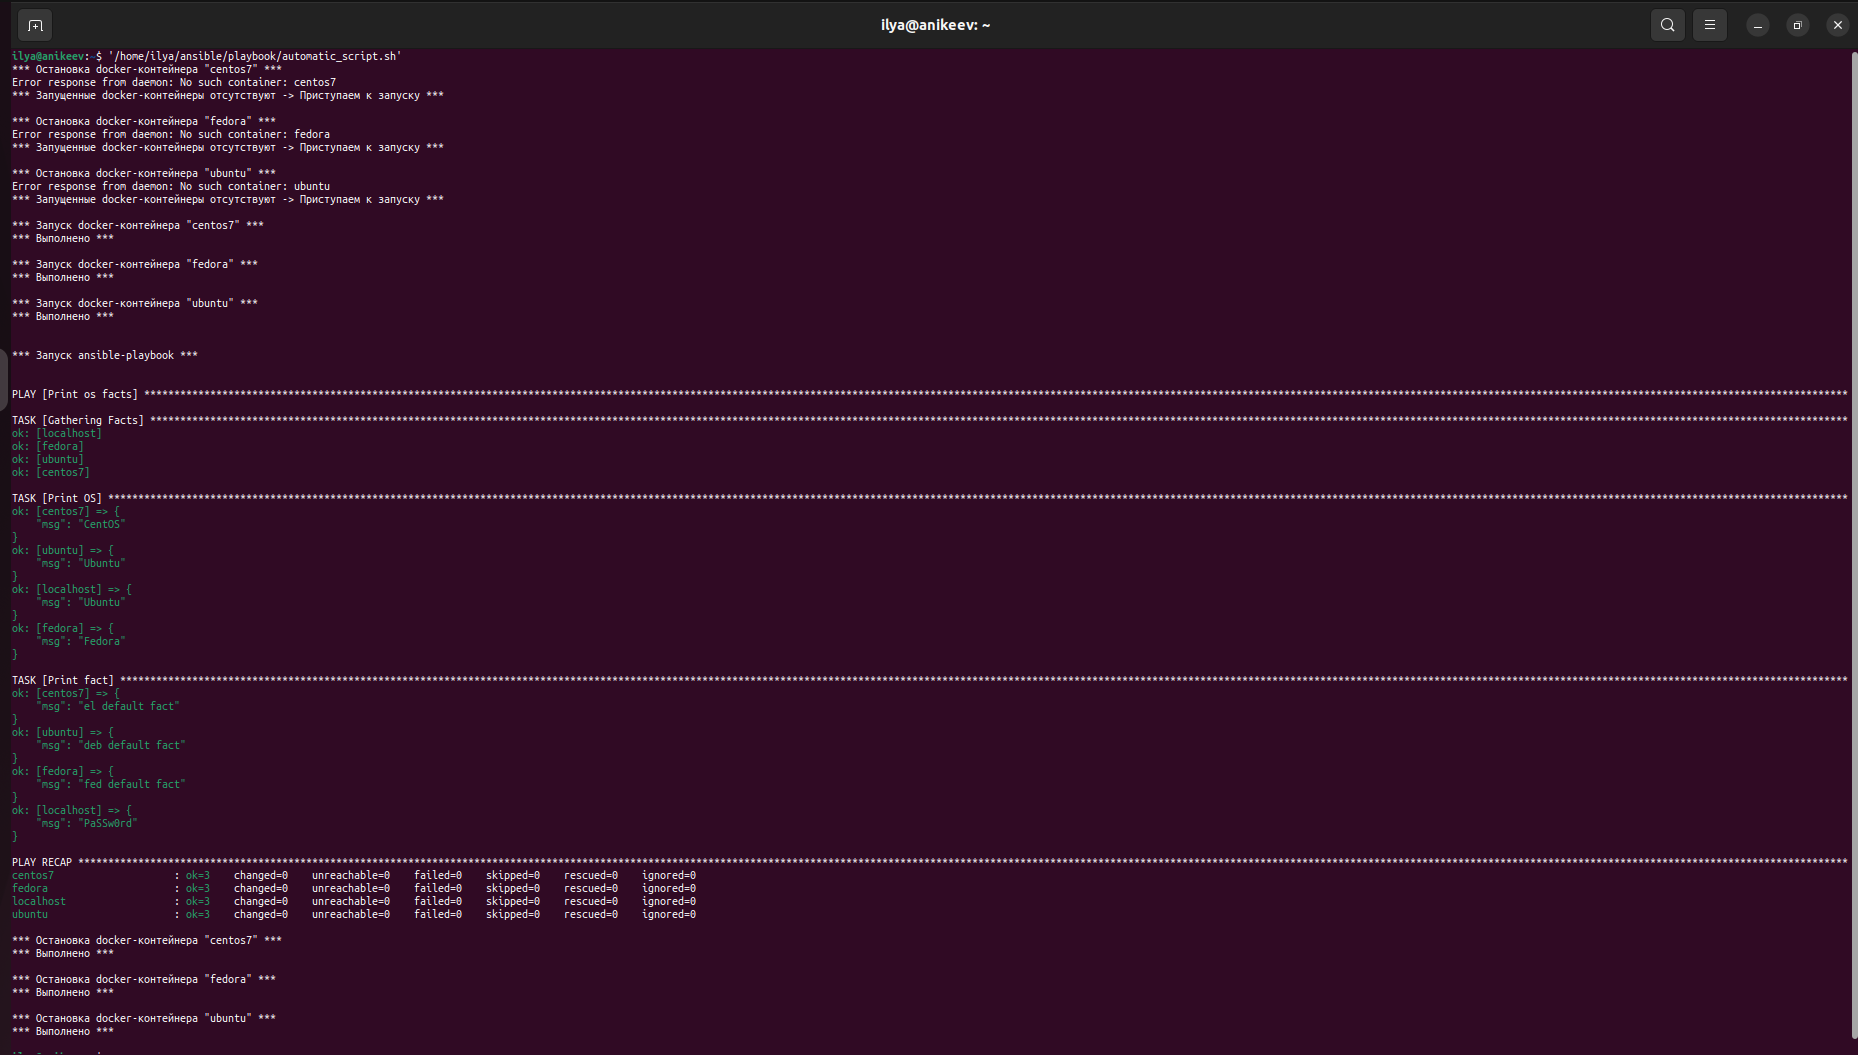 ilya@anikeev: ~
ilya@anikeev:~$ '/home/ilya/ansible/playbook/automatic_script.sh'
*** Остановка docker-контейнера "centos7" ***
Error response from daemon: No such container: centos7
*** Запущенные docker-контейнеры отсутствуют -> Приступаем к запуску ***
*** Остановка docker-контейнера "fedora" ***
Error response from daemon: No such container: fedora
*** Запущенные docker-контейнеры отсутствуют -> Приступаем к запуску ***
*** Остановка docker-контейнера "ubuntu" ***
Error response from daemon: No such container: ubuntu
*** Запущенные docker-контейнеры отсутствуют -> Приступаем к запуску ***
*** Запуск docker-контейнера "centos7" ***
*** Выполнено ***
*** Запуск docker-контейнера "fedora" ***
*** Выполнено ***
*** Запуск docker-контейнера "ubuntu" ***
*** Выполнено ***
*** Запуск ansible-playbook ***
PLAY [Print os facts] ***
TASK [Gathering Facts] ***
ok: [localhost]
ok: [fedora]
ok: [ubuntu]
ok: [centos7]
TASK [Print OS] ***
ok: [centos7] => {
    "msg": "CentOS"
}
ok: [ubuntu] => {
    "msg": "Ubuntu"
}
ok: [localhost] => {
    "msg": "Ubuntu"
}
ok: [fedora] => {
    "msg": "Fedora"
}
TASK [Print fact] ***
ok: [centos7] => {
    "msg": "el default fact"
}
ok: [ubuntu] => {
    "msg": "deb default fact"
}
ok: [fedora] => {
    "msg": "fed default fact"
}
ok: [localhost] => {
    "msg": "PaSSw0rd"
}
PLAY RECAP ***
centos7 : ok=3 changed=0 unreachable=0 failed=0 skipped=0 rescued=0 ignored=0
fedora : ok=3 changed=0 unreachable=0 failed=0 skipped=0 rescued=0 ignored=0
localhost : ok=3 changed=0 unreachable=0 failed=0 skipped=0 rescued=0 ignored=0
ubuntu : ok=3 changed=0 unreachable=0 failed=0 skipped=0 rescued=0 ignored=0
*** Остановка docker-контейнера "centos7" ***
*** Выполнено ***
*** Остановка docker-контейнера "fedora" ***
*** Выполнено ***
*** Остановка docker-контейнера "ubuntu" ***
*** Выполнено ***